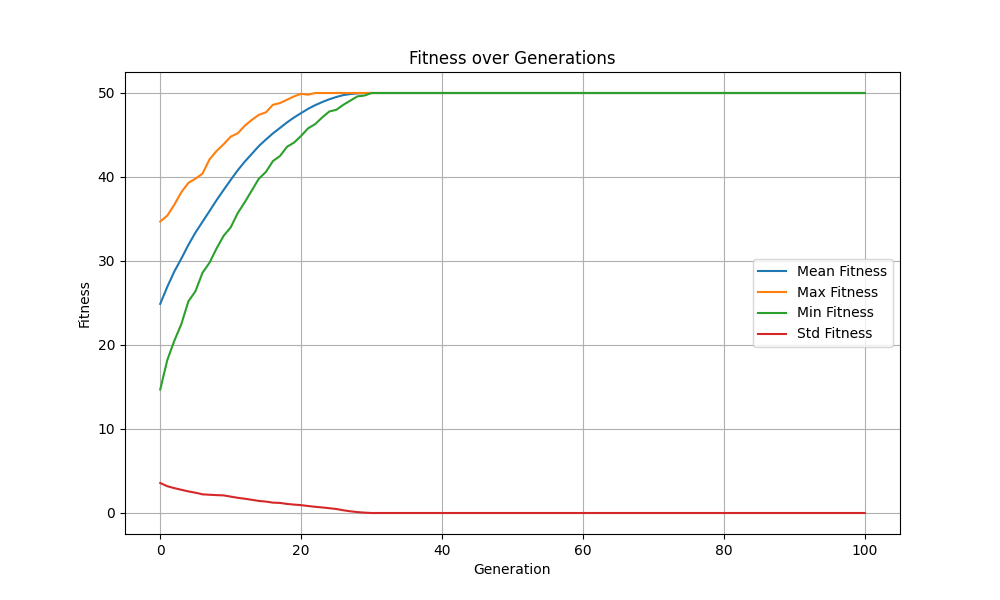 Fitness over Generations
Fitness
50
40
30
20
10
0
0 20 40 60 80 100
Generation
Mean Fitness
Max Fitness
Min Fitness
Std Fitness